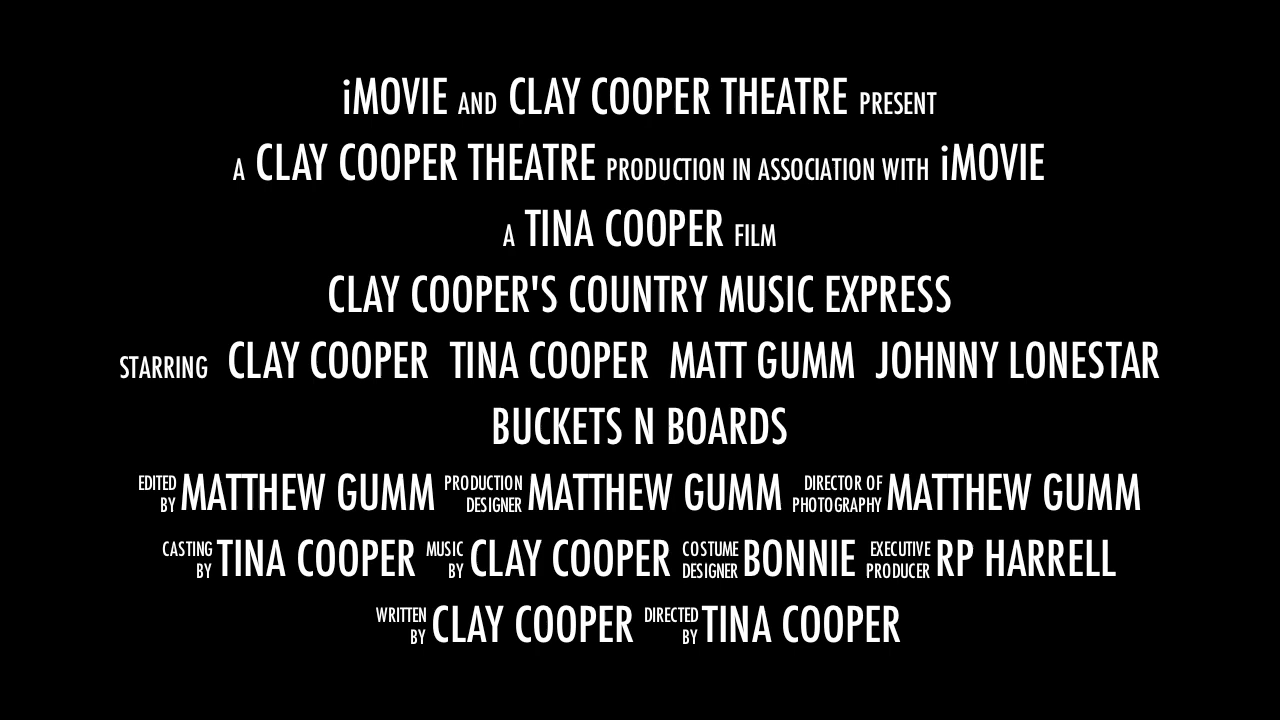 iMOVIE AND CLAY COOPER THEATRE PRESENT
A CLAY COOPER THEATRE PRODUCTION IN ASSOCIATION WITH iMOVIE
A TINA COOPER FILM
CLAY COOPER'S COUNTRY MUSIC EXPRESS
STARRING CLAY COOPER TINA COOPER MATT GUMM JOHNNY LONESTAR
BUCKETS N BOARDS
EDITED BY MATTHEW GUMM PRODUCTION DESIGNER MATTHEW GUMM DIRECTOR OF PHOTOGRAPHY MATTHEW GUMM
CASTING BY TINA COOPER MUSIC BY CLAY COOPER COSTUME DESIGNER BONNIE EXECUTIVE PRODUCER RP HARRELL
WRITTEN BY CLAY COOPER DIRECTED BY TINA COOPER